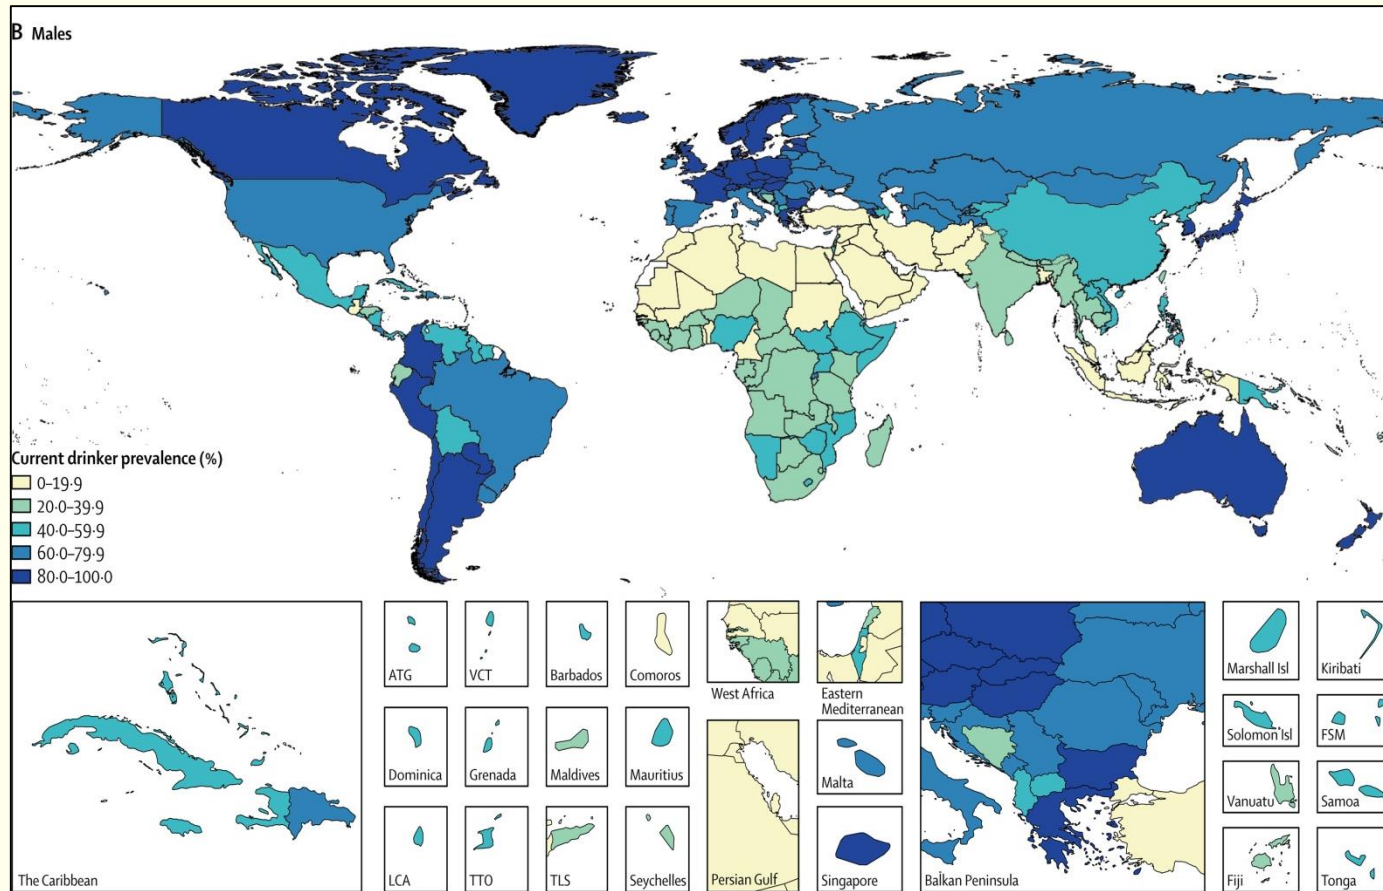 B Males
Current drinker prevalence (%)
0–19·9
20·0–39·9
40·0–59·9
60·0–79·9
80·0–100·0
The Caribbean
ATG
VCT
Barbados
Comoros
West Africa
Eastern
Mediterranean
Dominica
Grenada
Maldives
Mauritius
Malta
LCA
TTO
TLS
Seychelles
Persian Gulf
Singapore
Balkan Peninsula
Marshall Isl
Kiribati
Solomon Isl
FSM
Vanuatu
Samoa
Fiji
Tonga